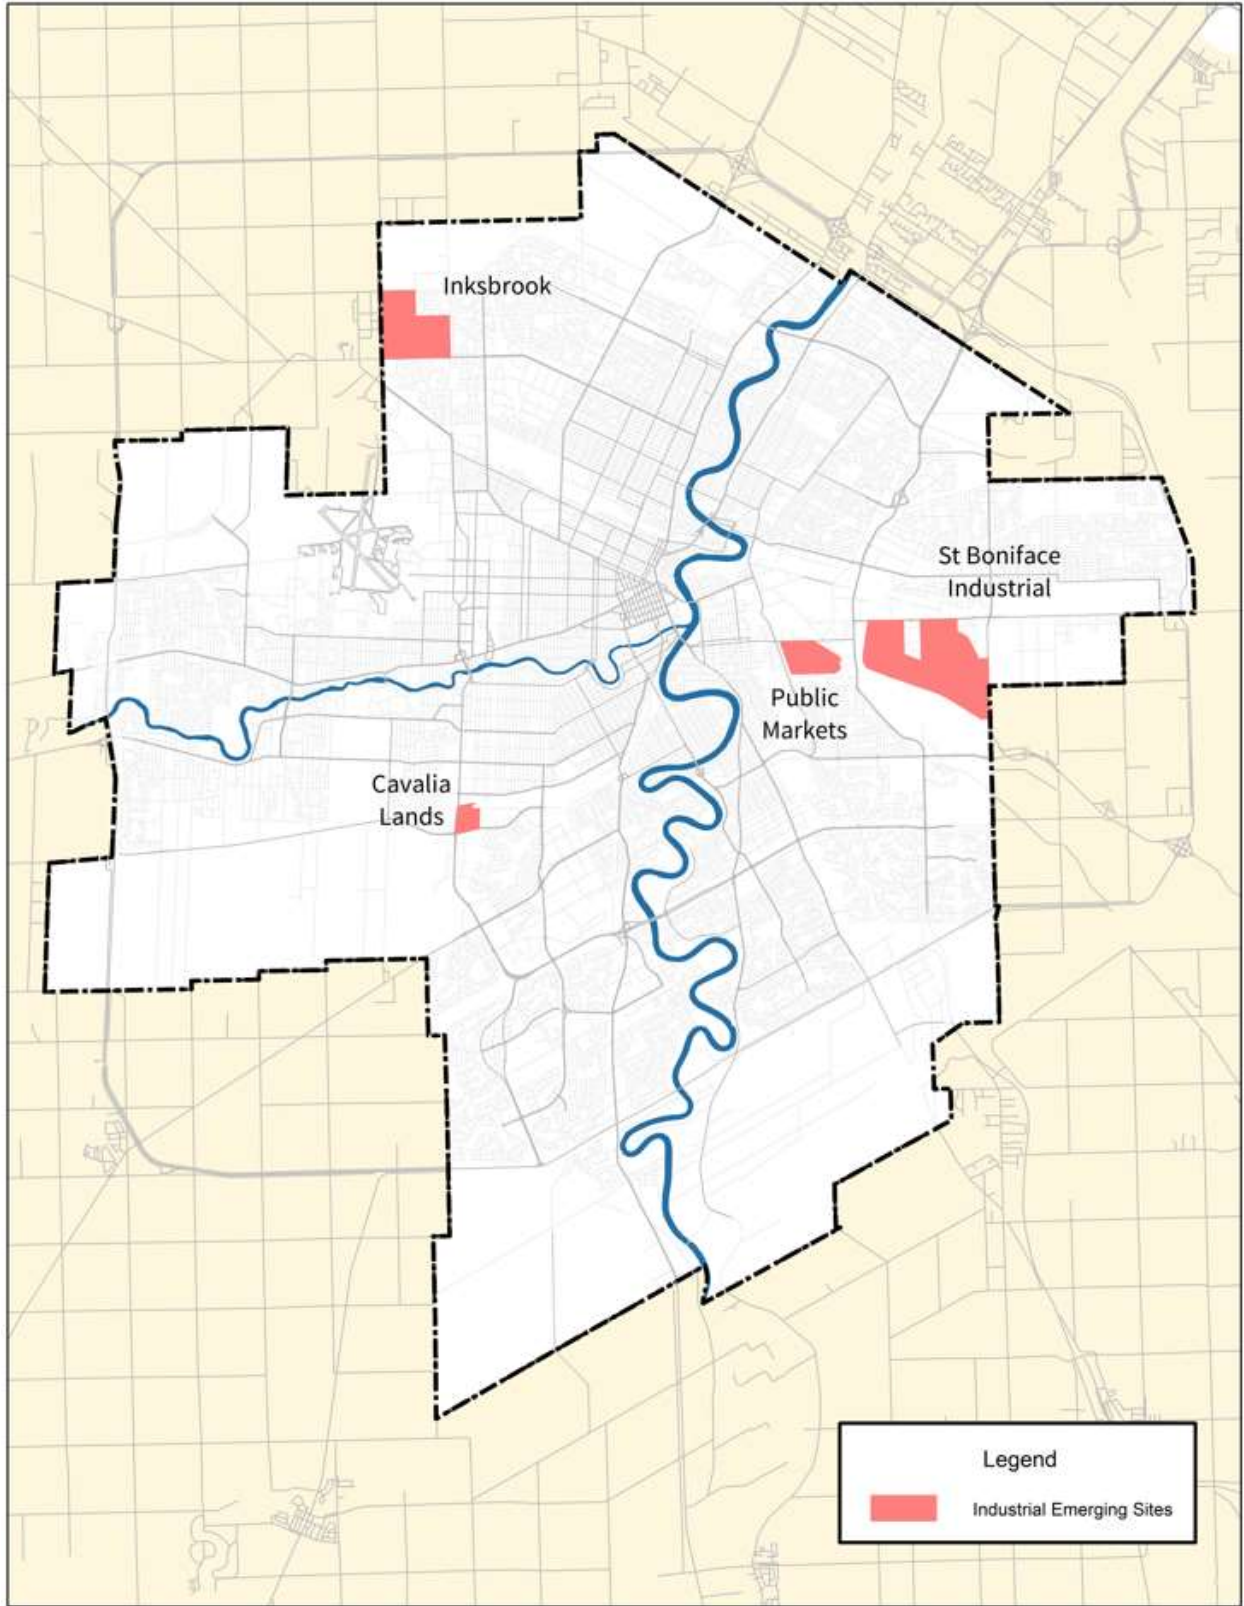 Inksbrook
St Boniface
Industrial
Public
Markets
Cavalia
Lands
Legend
Industrial Emerging Sites